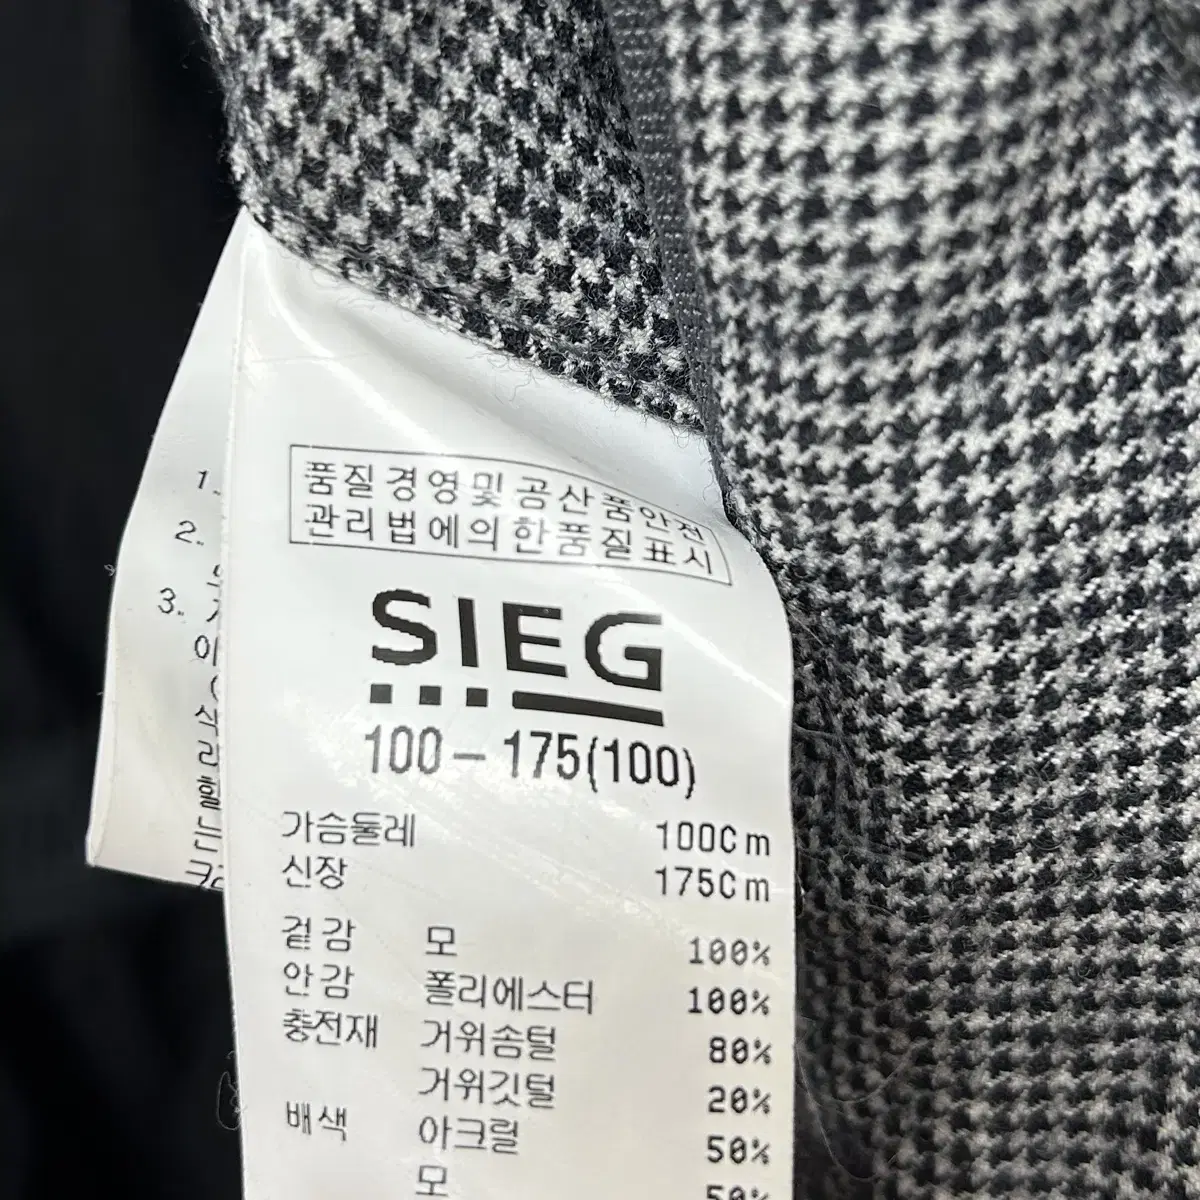 품질경영및공산품안전
관리법에의한품질표시
SIEG
100-175(100)
가슴둘레 100Cm
신장 175Cm
겉감 모 100%
안감 폴리에스터 100%
충전재 거위솜털 80%
거위깃털 20%
배색 아크릴 50%
모 50%
1.
2.
3.